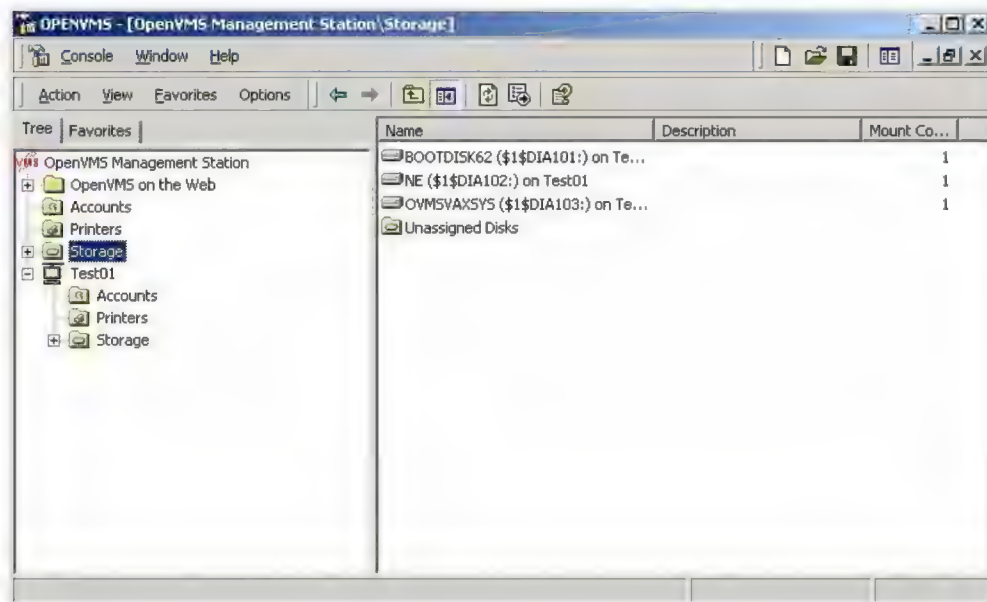 OPENVMS - [OpenVMS Management Station\Storage]
Console Window Help
Action View Favorites Options
Tree Favorites
Name Description Mount Co...
OpenVMS Management Station
OpenVMS on the Web
Accounts
Printers
Storage
Test01
Accounts
Printers
Storage
BOOTDISK62 ($1$DIA101:) on Te... 1
NE ($1$DIA102:) on Test01 1
OVMSVAXSYS ($1$DIA103:) on Te... 1
Unassigned Disks